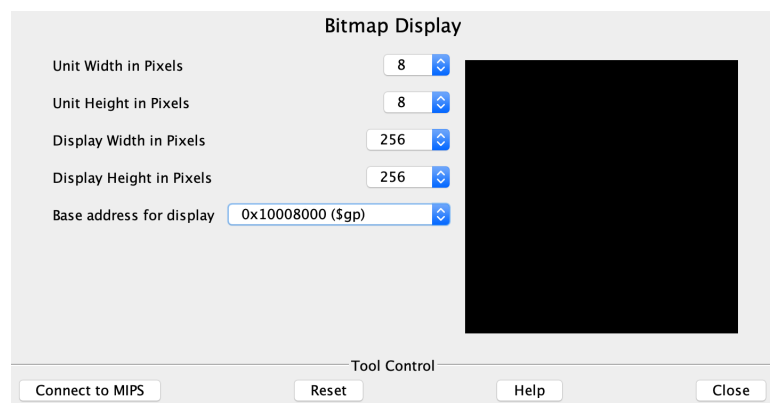 Bitmap Display
Unit Width in Pixels 8
Unit Height in Pixels 8
Display Width in Pixels 256
Display Height in Pixels 256
Base address for display 0x10008000 ($gp)
Tool Control
Connect to MIPS Reset Help Close